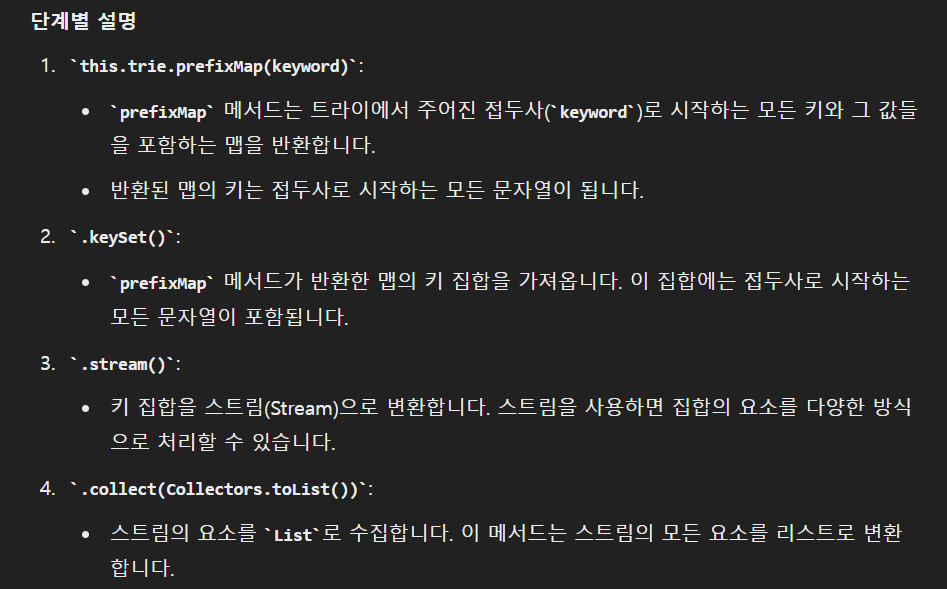 단계별 설명
1. `this.trie.prefixMap(keyword)`:
• `prefixMap` 메서드는 트라이에서 주어진 접두사(`keyword`)로 시작하는 모든 키와 그 값들
을 포함하는 맵을 반환합니다.
• 반환된 맵의 키는 접두사로 시작하는 모든 문자열이 됩니다.
2. `.keySet()`:
• `prefixMap` 메서드가 반환한 맵의 키 집합을 가져옵니다. 이 집합에는 접두사로 시작하는
모든 문자열이 포함됩니다.
3. `.stream()`:
• 키 집합을 스트림(Stream)으로 변환합니다. 스트림을 사용하면 집합의 요소를 다양한 방식
으로 처리할 수 있습니다.
4. `.collect(Collectors.toList())`:
• 스트림의 요소를 `List`로 수집합니다. 이 메서드는 스트림의 모든 요소를 리스트로 변환
합니다.